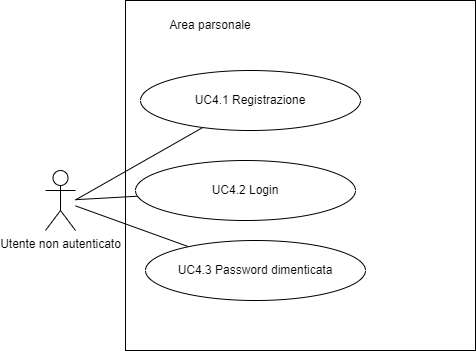 Area parsonale
UC4.1 Registrazione
UC4.2 Login
Utente non autenticato
UC4.3 Password dimenticata